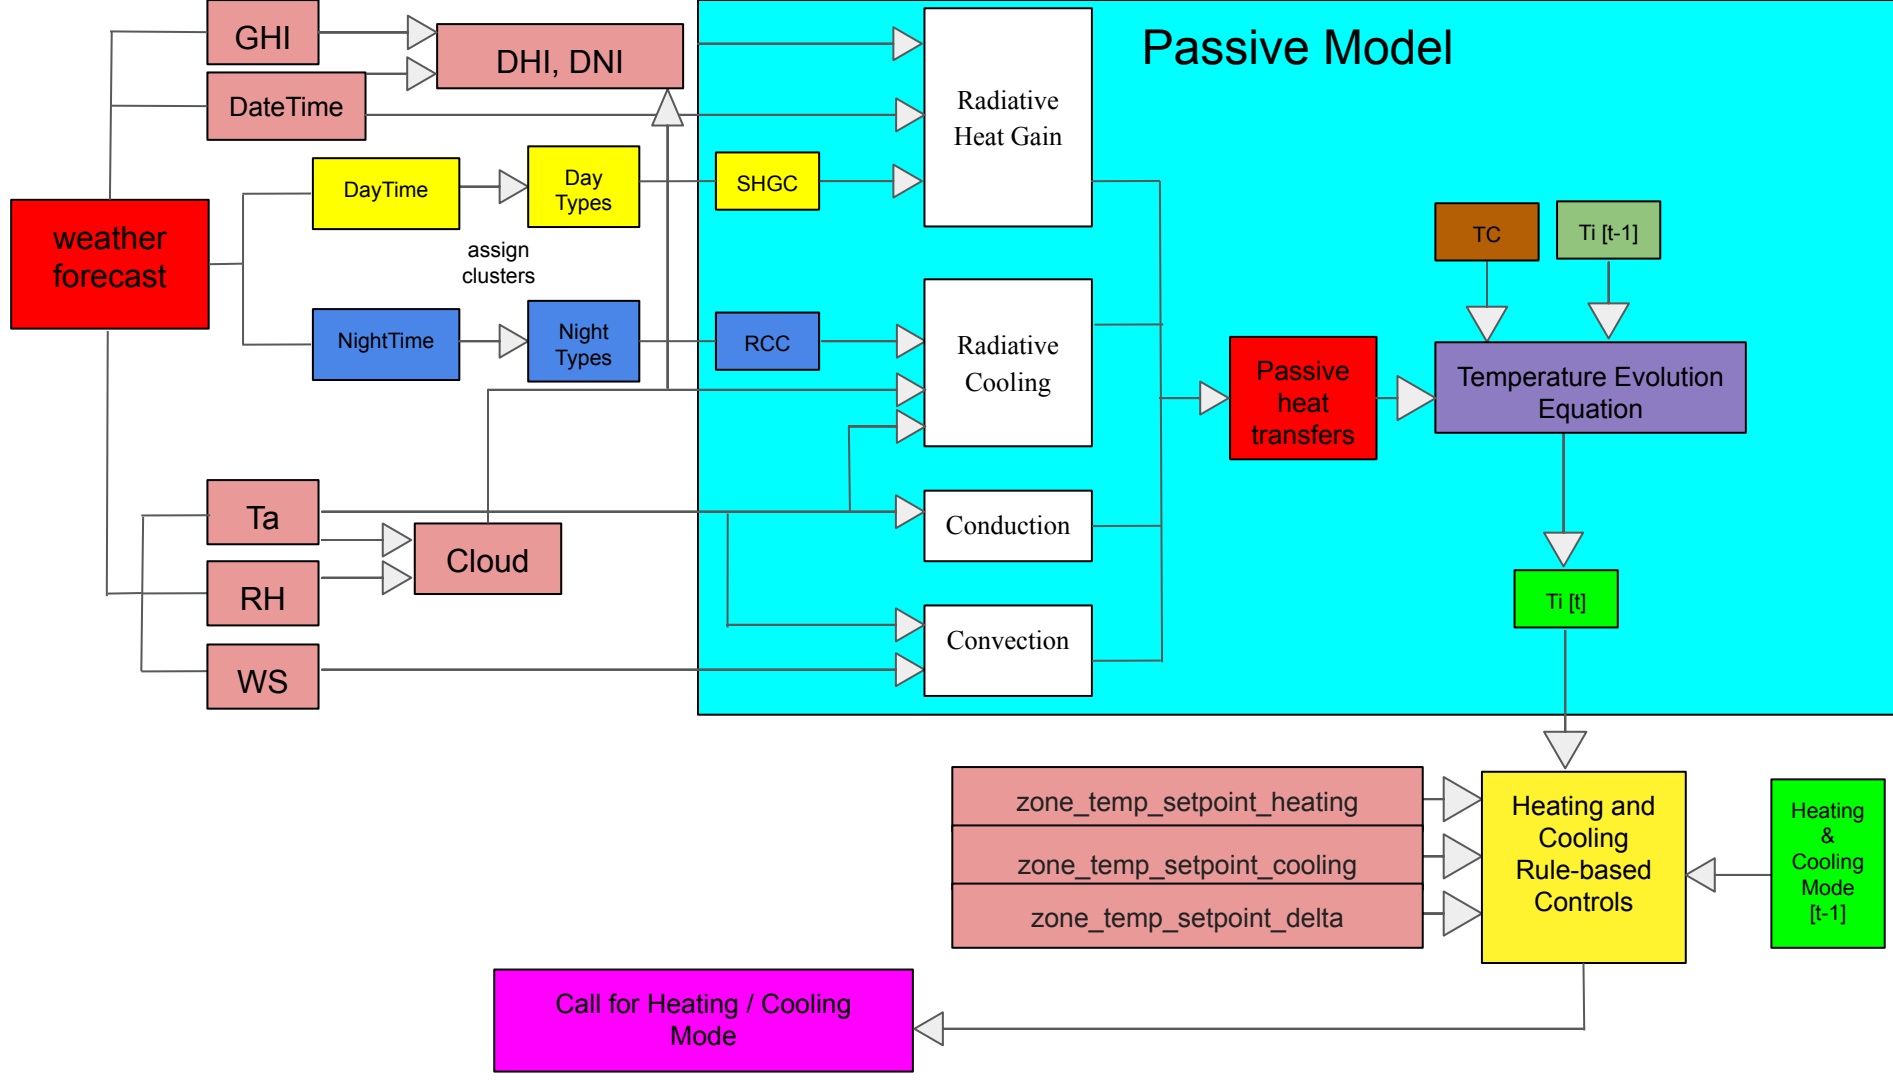 GHI
DHI, DNI
Passive Model
DateTime
Radiative
Heat Gain
DayTime
Day
Types
SHGC
weather
forecast
assign
clusters
TC
Ti [t-1]
NightTime
Night
Types
RCC
Radiative
Cooling
Passive
heat
transfers
Temperature Evolution
Equation
Ta
Cloud
Conduction
RH
Ti [t]
Convection
WS
zone_temp_setpoint_heating
zone_temp_setpoint_cooling
zone_temp_setpoint_delta
Heating and
Cooling
Rule-based
Controls
Heating
&
Cooling
Mode
[t-1]
Call for Heating / Cooling
Mode